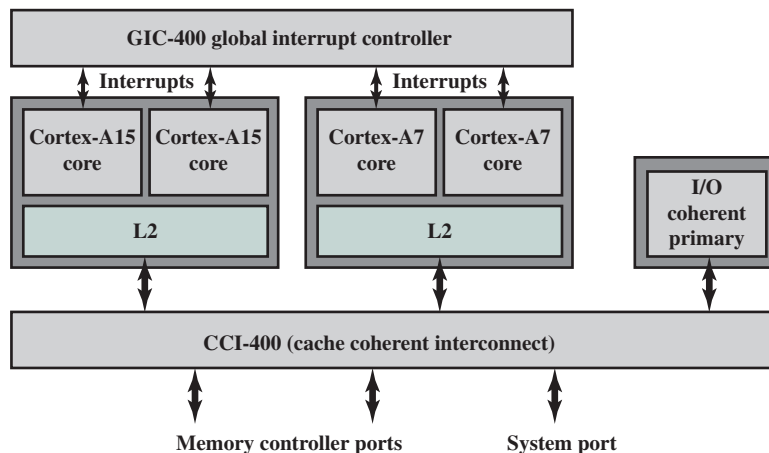 GIC-400 global interrupt controller
Interrupts
Interrupts
Cortex-A15
core
Cortex-A15
core
Cortex-A7
core
Cortex-A7
core
L2
L2
I/O
coherent
primary
CCI-400 (cache coherent interconnect)
Memory controller ports
System port